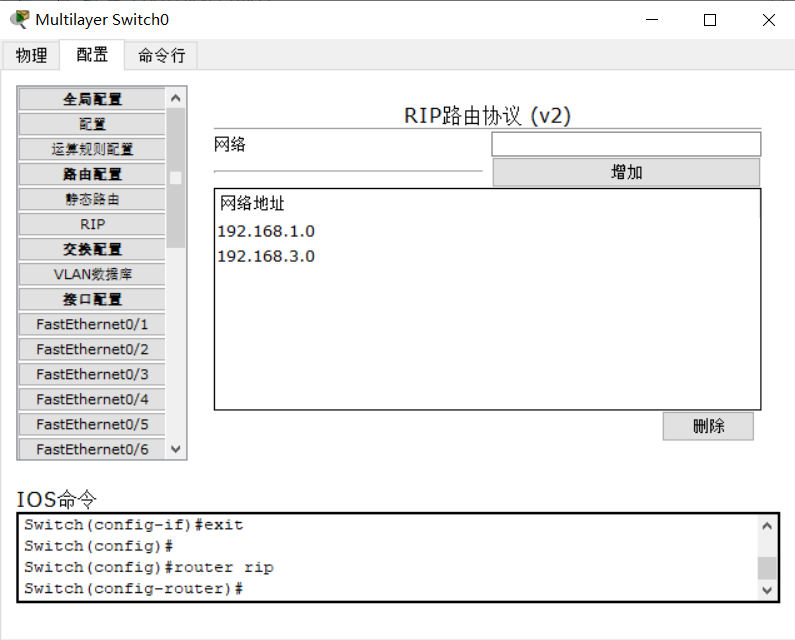 Multilayer Switch0
物理 配置 命令行
全局配置
配置
运算规则配置
路由配置
静态路由
RIP
交换配置
VLAN数据库
接口配置
FastEthernet0/1
FastEthernet0/2
FastEthernet0/3
FastEthernet0/4
FastEthernet0/5
FastEthernet0/6
RIP路由协议 (v2)
网络
增加
网络地址
192.168.1.0
192.168.3.0
删除
IOS命令
Switch(config-if)#exit
Switch(config)#
Switch(config)#router rip
Switch(config-router)#